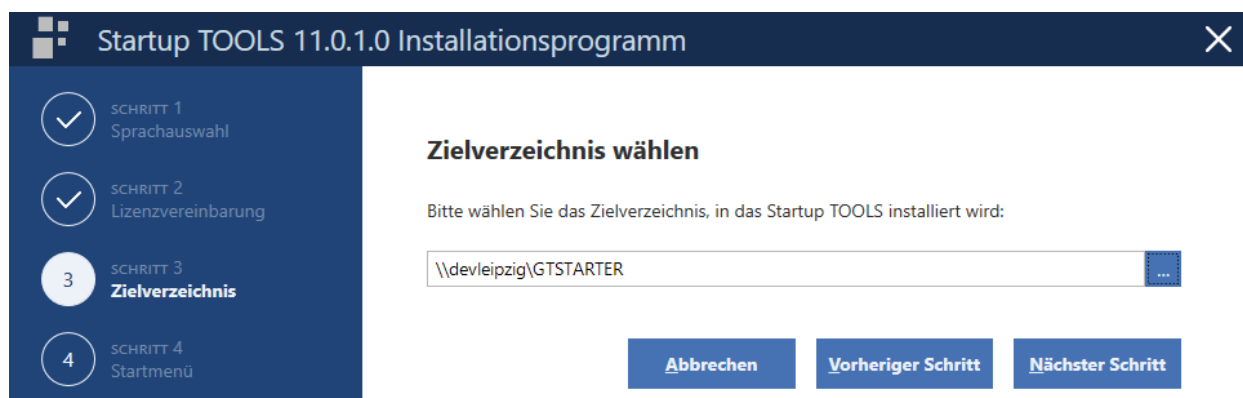 Startup TOOLS 11.0.1.0 Installationsprogramm
SCHRITT 1
Sprachauswahl
SCHRITT 2
Lizenzvereinbarung
3
SCHRITT 3
Zielverzeichnis
4
SCHRITT 4
Startmenü
Zielverzeichnis wählen
Bitte wählen Sie das Zielverzeichnis, in das Startup TOOLS installiert wird:
\\devleipzig\GTSTARTER
...
Abbrechen
Vorheriger Schritt
Nächster Schritt